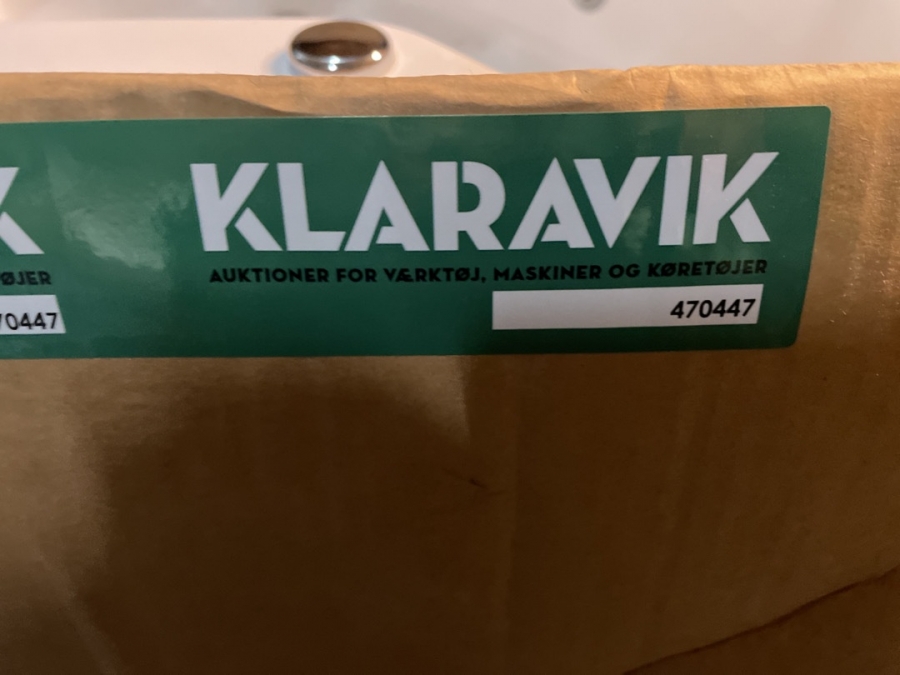 K
KLARAVIK
ØJER
AUKTIONER FOR VÆRKTØJ, MASKINER OG KØRETØJER
70447
470447